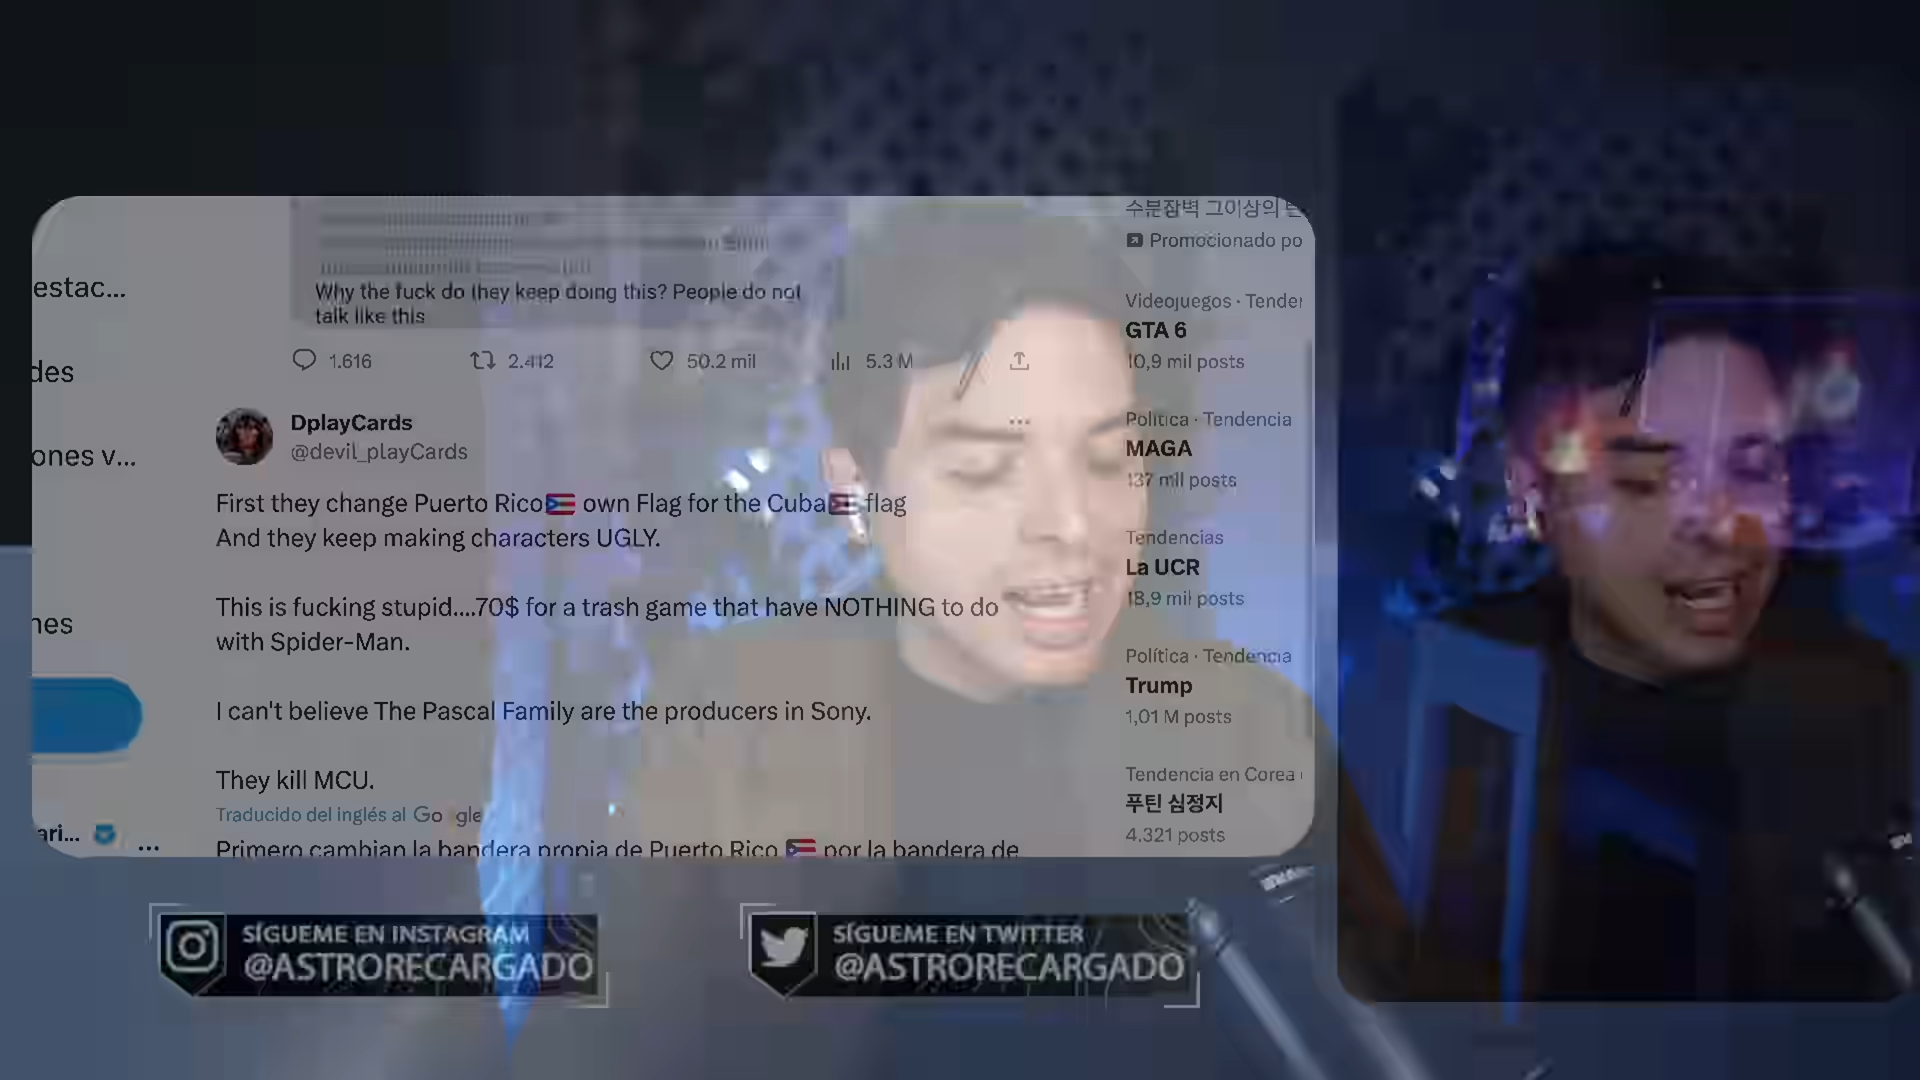 수분장벽 그이상의
Promocionado po
estac...
des
ones v...
nes
ari...
...
Why the fuck do they keep doing this? People do not
talk like this
1.616 2.412 50.2 mil 5.3 M
DplayCards
@devil_playCards
...
First they change Puerto Rico🇵🇷 own Flag for the Cuba🇨🇺 flag
And they keep making characters UGLY.
This is fucking stupid....70$ for a trash game that have NOTHING to do
with Spider-Man.
I can't believe The Pascal Family are the producers in Sony.
They kill MCU.
Traducido del inglés al Google
Primero cambian la bandera propia de Puerto Rico 🇵🇷 por la bandera de
Videojuegos · Tender
GTA 6
10,9 mil posts
Política · Tendencia
MAGA
137 mil posts
Tendencias
La UCR
18,9 mil posts
Política · Tendencia
Trump
1,01 M posts
Tendencia en Corea
푸틴 심정지
4.321 posts
SÍGUEME EN INSTAGRAM
@ASTRORECARGADO
SÍGUEME EN TWITTER
@ASTRORECARGADO